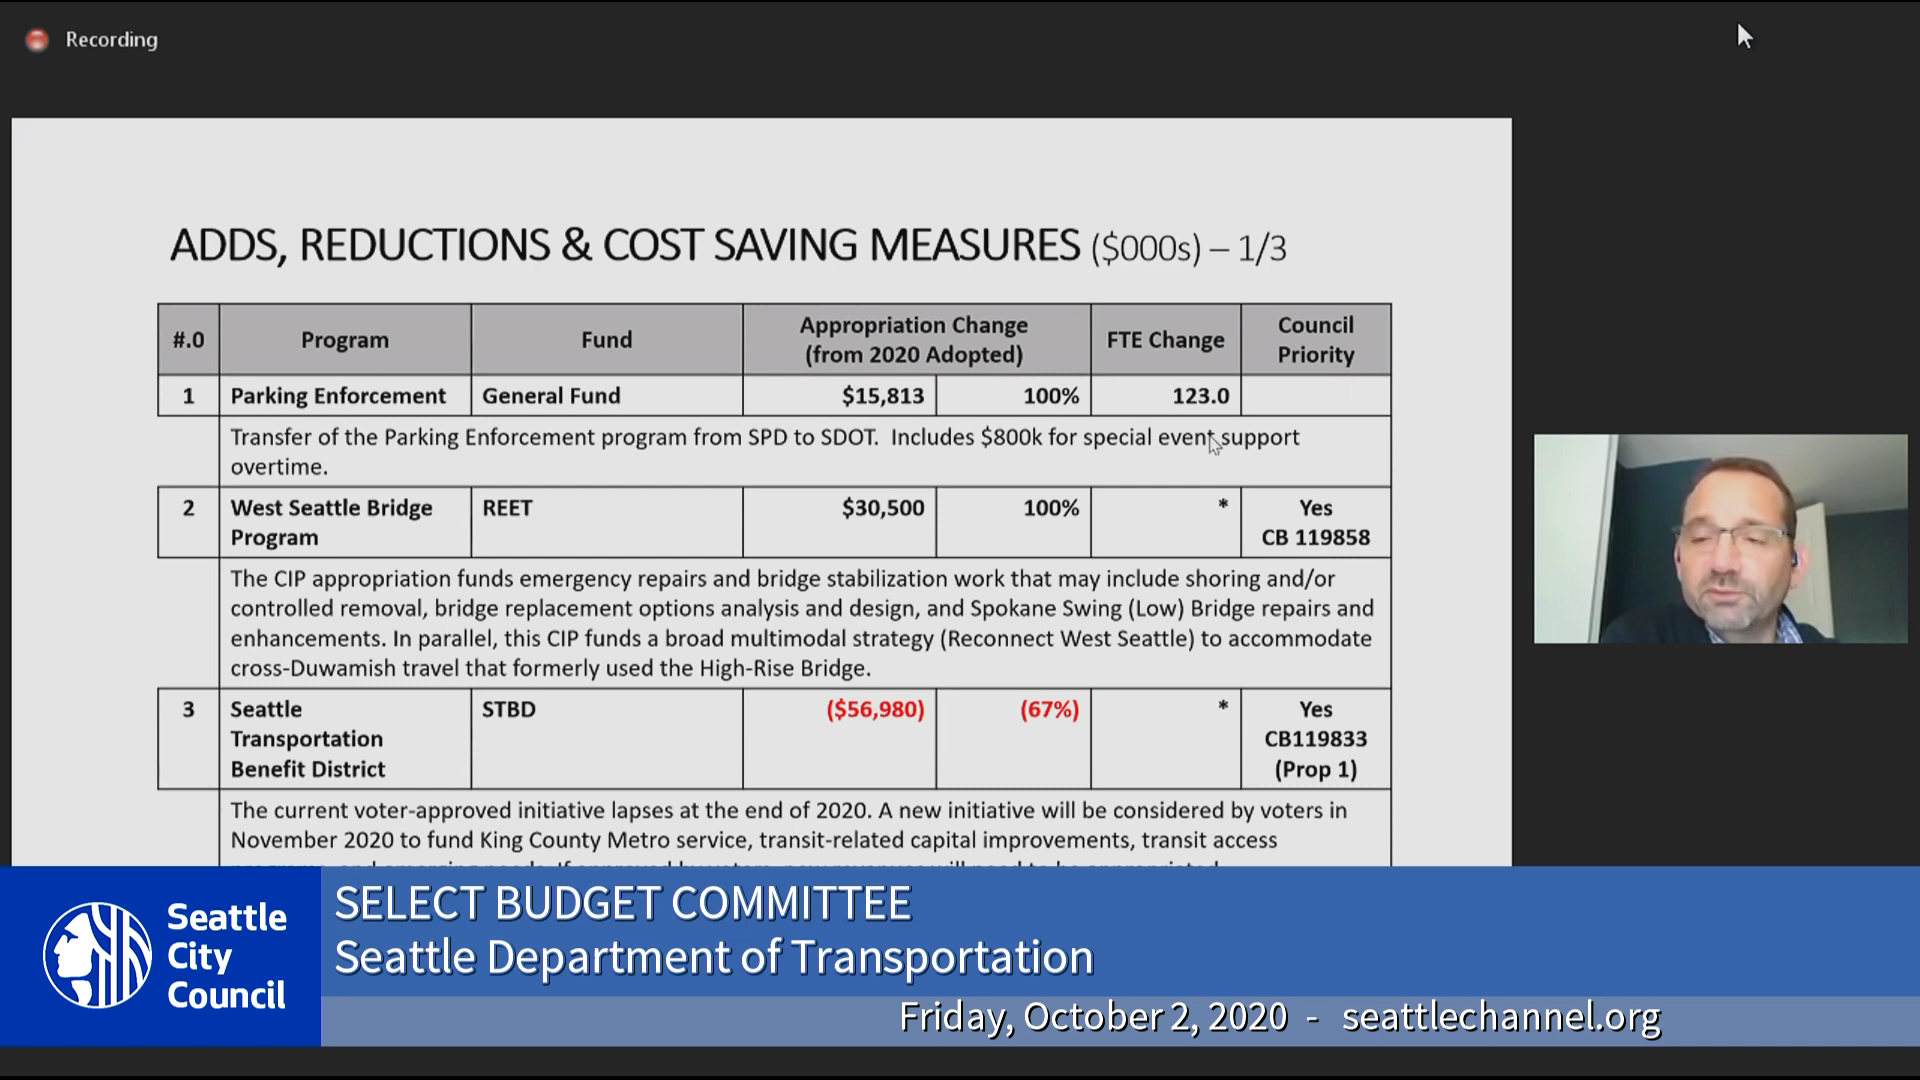 Recording
ADDS, REDUCTIONS & COST SAVING MEASURES ($000s) – 1/3
#.0 Program Fund Appropriation Change (from 2020 Adopted) FTE Change Council Priority
1 Parking Enforcement General Fund $15,813 100% 123.0
Transfer of the Parking Enforcement program from SPD to SDOT. Includes $800k for special event support
overtime.
2 West Seattle Bridge Program REET $30,500 100% * Yes CB 119858
The CIP appropriation funds emergency repairs and bridge stabilization work that may include shoring and/or
controlled removal, bridge replacement options analysis and design, and Spokane Swing (Low) Bridge repairs and
enhancements. In parallel, this CIP funds a broad multimodal strategy (Reconnect West Seattle) to accommodate
cross-Duwamish travel that formerly used the High-Rise Bridge.
3 Seattle Transportation Benefit District STBD ($56,980) (67%) * Yes CB119833 (Prop 1)
The current voter-approved initiative lapses at the end of 2020. A new initiative will be considered by voters in
November 2020 to fund King County Metro service, transit-related capital improvements, transit access
Seattle
City
Council
SELECT BUDGET COMMITTEE
Seattle Department of Transportation
Friday, October 2, 2020 - seattlechannel.org